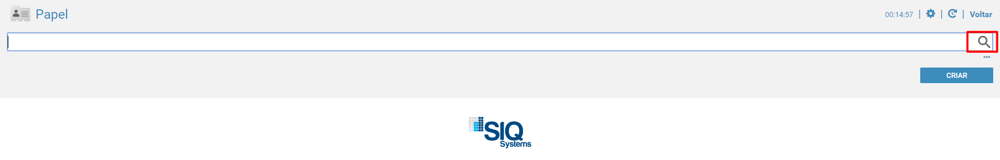 Papel
00:14:57 | | | Voltar
CRIAR
SIQ
Systems